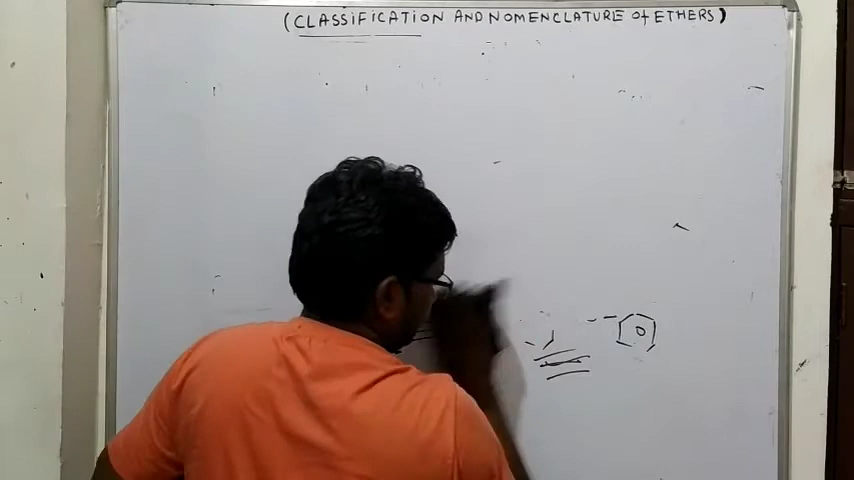 (CLASSIFICATION AND NOMENCLATURE Of ETHERS)